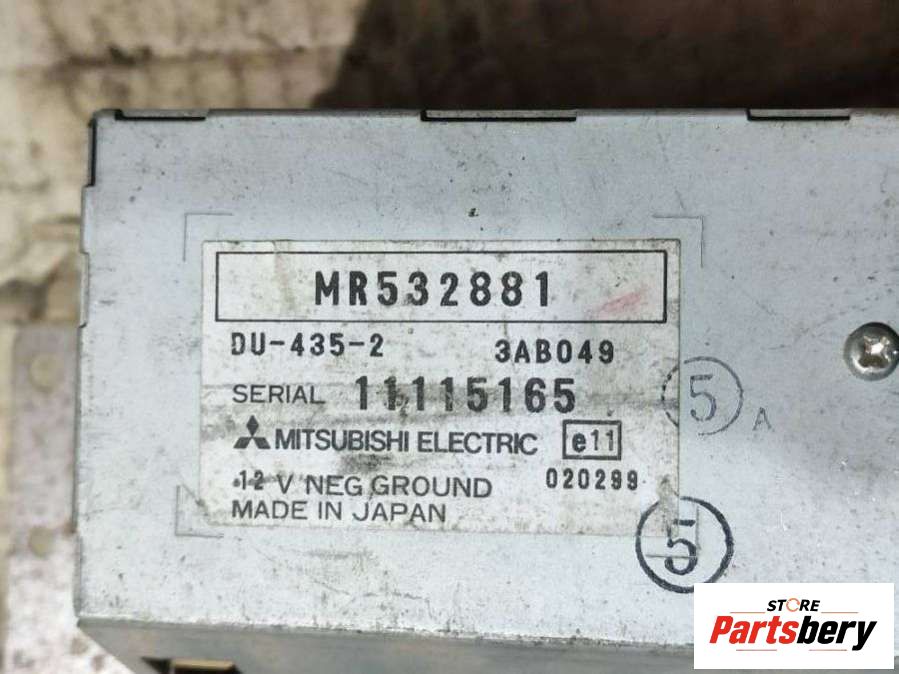 MR532881
DU-435-2 3AB049
SERIAL 11115165
5 A
MITSUBISHI ELECTRIC e11
12 V NEG GROUND 020299
MADE IN JAPAN
5
STORE
Partsbery